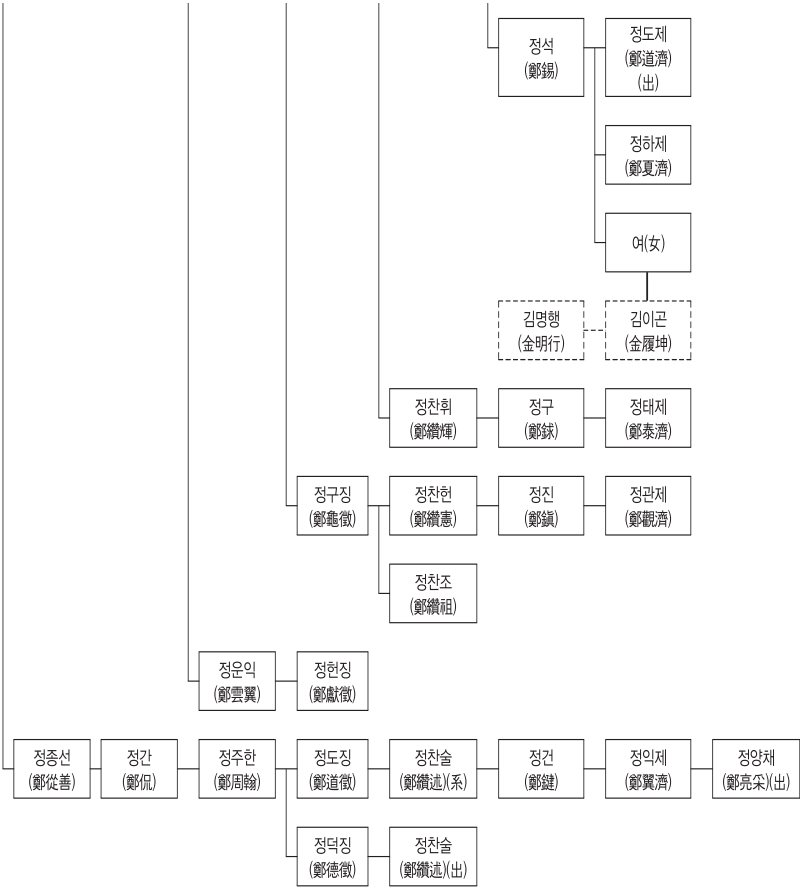 정석
(鄭錫)
정도제
(鄭道濟)
(出)
정하제
(鄭夏濟)
여(女)
김명행
(金明行)
김이곤
(金履坤)
정찬휘
(鄭纘煇)
정구
(鄭銶)
정태제
(鄭泰濟)
정구징
(鄭龜徵)
정찬헌
(鄭纘憲)
정진
(鄭鎭)
정관제
(鄭觀濟)
정찬조
(鄭纘祖)
정운익
(鄭雲翼)
정헌징
(鄭獻徵)
정종선
(鄭從善)
정간
(鄭侃)
정주한
(鄭周翰)
정도징
(鄭道徵)
정찬술
(鄭纘述)(系)
정건
(鄭鍵)
정익제
(鄭翼濟)
정양채
(鄭亮采)(出)
정덕징
(鄭德徵)
정찬술
(鄭纘述)(出)